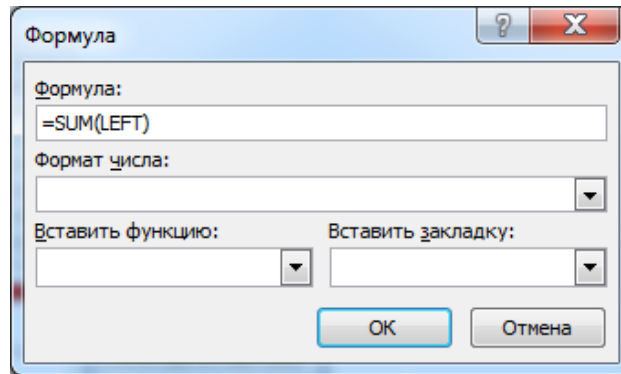 Формула
Формула:
=SUM(LEFT)
Формат числа:
Вставить функцию: Вставить закладку:
ОК Отмена